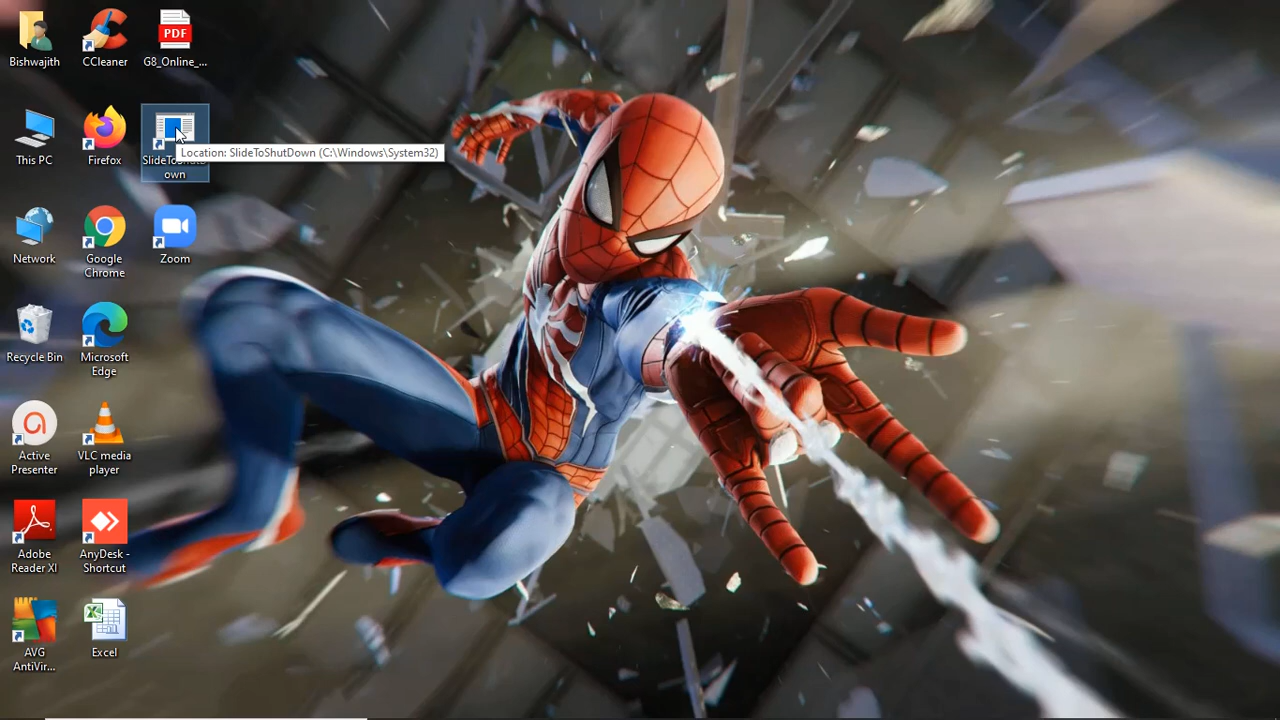 Bishwajith
CCleaner
PDF
G8_Online_...
This PC
Firefox
Location: SlideToShutDown (C:\Windows\System32)
own
Network
Google
Chrome
Zoom
Recycle Bin
Microsoft
Edge
Active
Presenter
VLC media
player
Adobe
Reader XI
AnyDesk -
Shortcut
AVG
AntiVir...
Excel